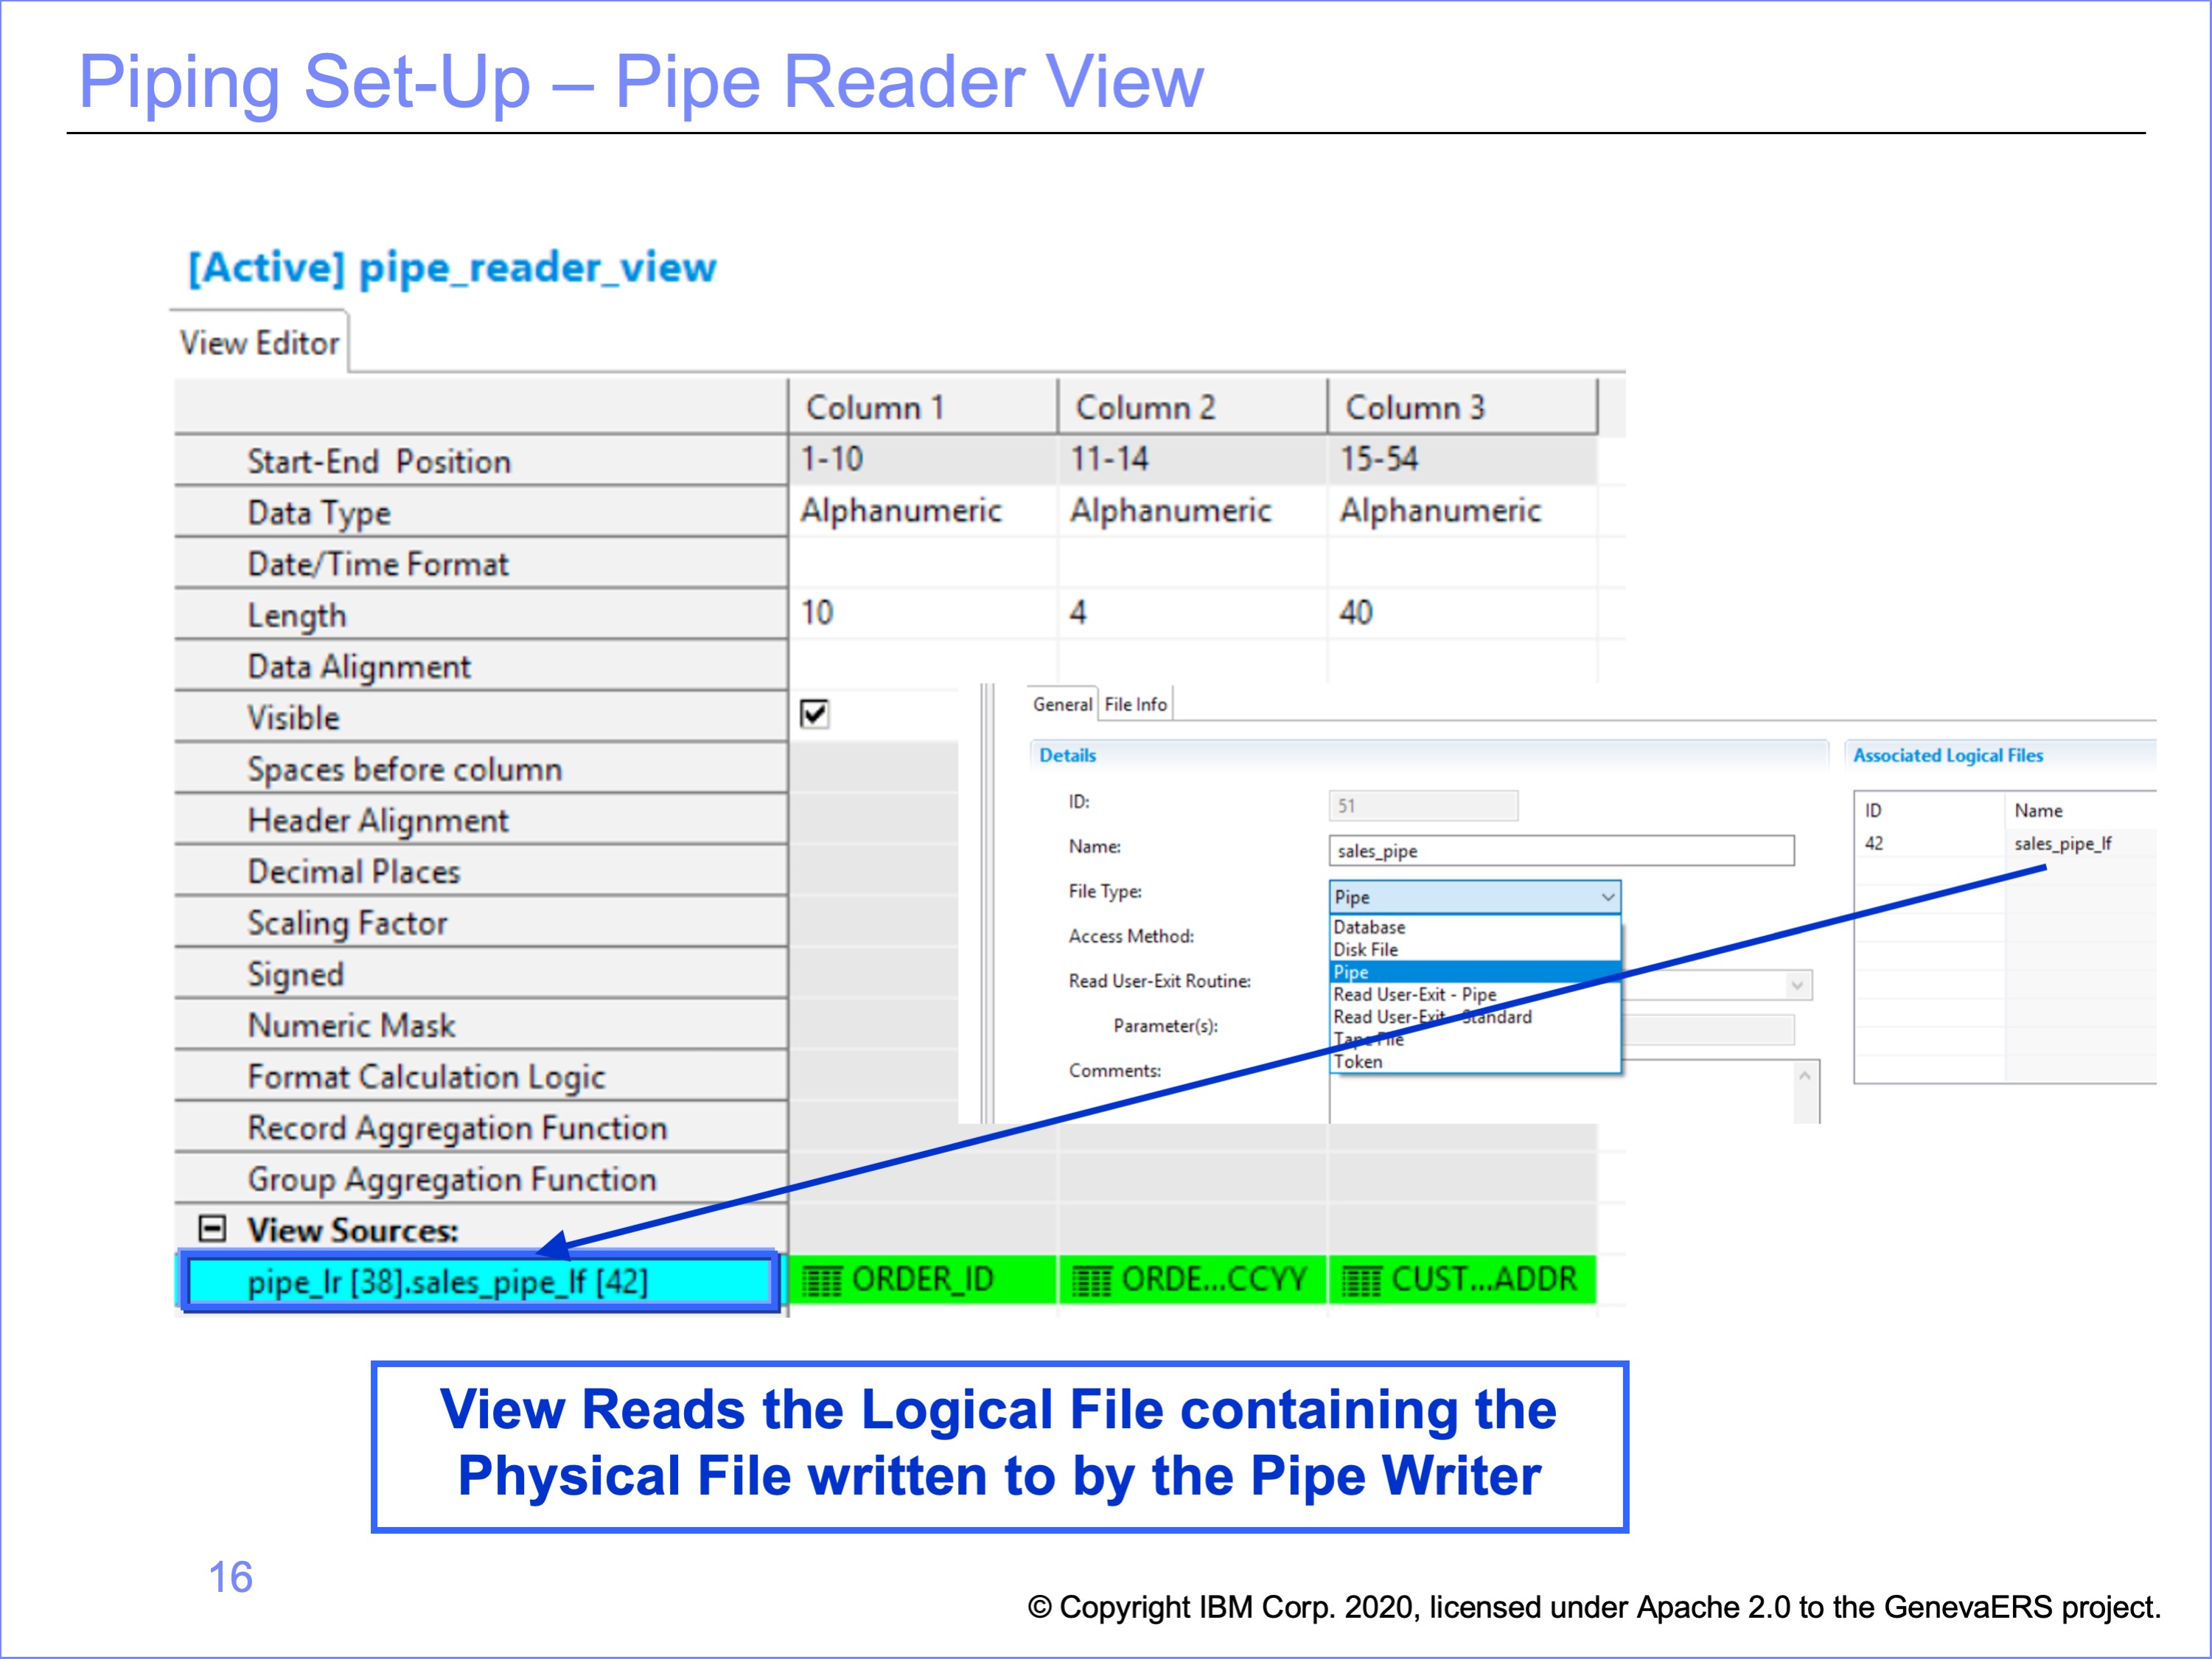 Piping Set-Up – Pipe Reader View
[Active] pipe_reader_view
View Editor
Column 1 Column 2 Column 3
Start-End Position 1-10 11-14 15-54
Data Type Alphanumeric Alphanumeric Alphanumeric
Date/Time Format
Length 10 4 40
Data Alignment
Visible
Spaces before column
Header Alignment
Decimal Places
Scaling Factor
Signed
Numeric Mask
Format Calculation Logic
Record Aggregation Function
Group Aggregation Function
View Sources:
pipe_lr [38].sales_pipe_lf [42] ORDER_ID ORDE...CCYY CUST...ADDR
General File Info
Details
ID: 51
Name: sales_pipe
File Type: Pipe
Database
Access Method: Disk File
Pipe
Read User-Exit Routine: Read User-Exit - Pipe
Parameter(s): Read User-Exit - Standard
Tape File
Comments: Token
Associated Logical Files
ID Name
42 sales_pipe_lf
View Reads the Logical File containing the
Physical File written to by the Pipe Writer
16
© Copyright IBM Corp. 2020, licensed under Apache 2.0 to the GenevaERS project.